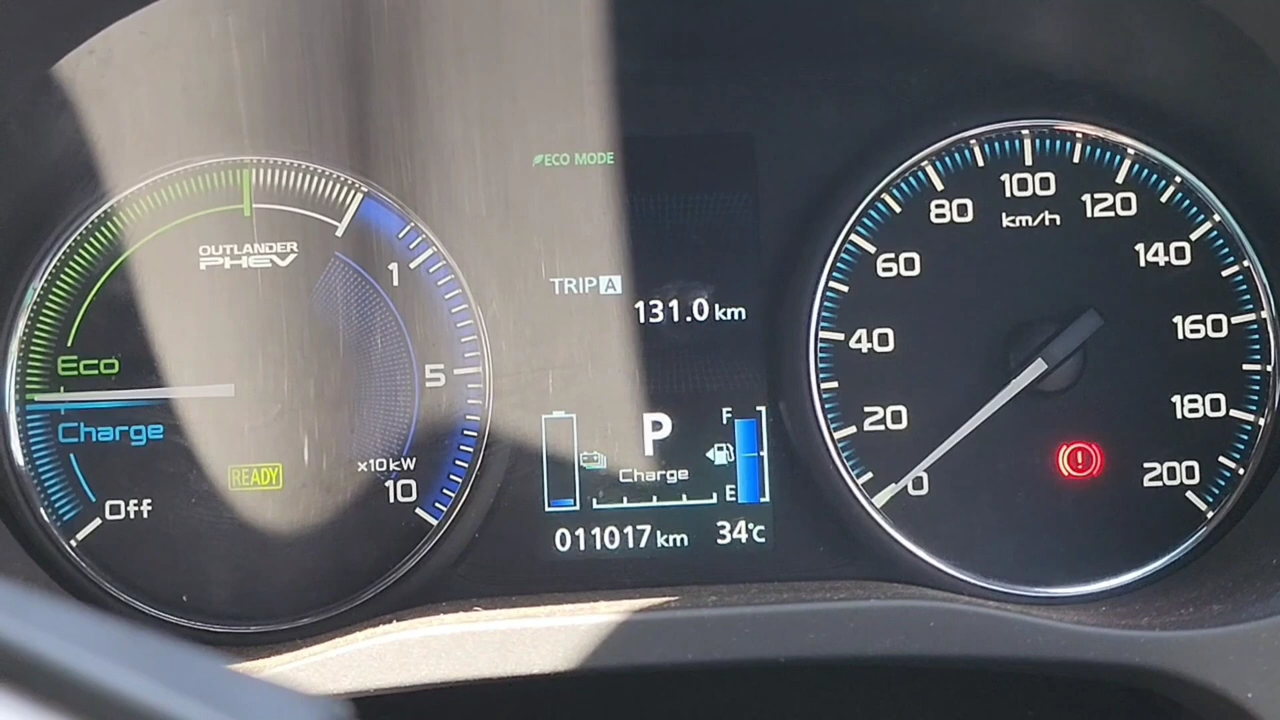 OUTLANDER
PHEV
Eco
Charge
Off
READY
1
5
x10kW
10
ECO MODE
TRIP A
131.0 km
P
Charge
F
E
011017 km
34°C
0
20
40
60
80
100
km/h
120
140
160
180
200
!